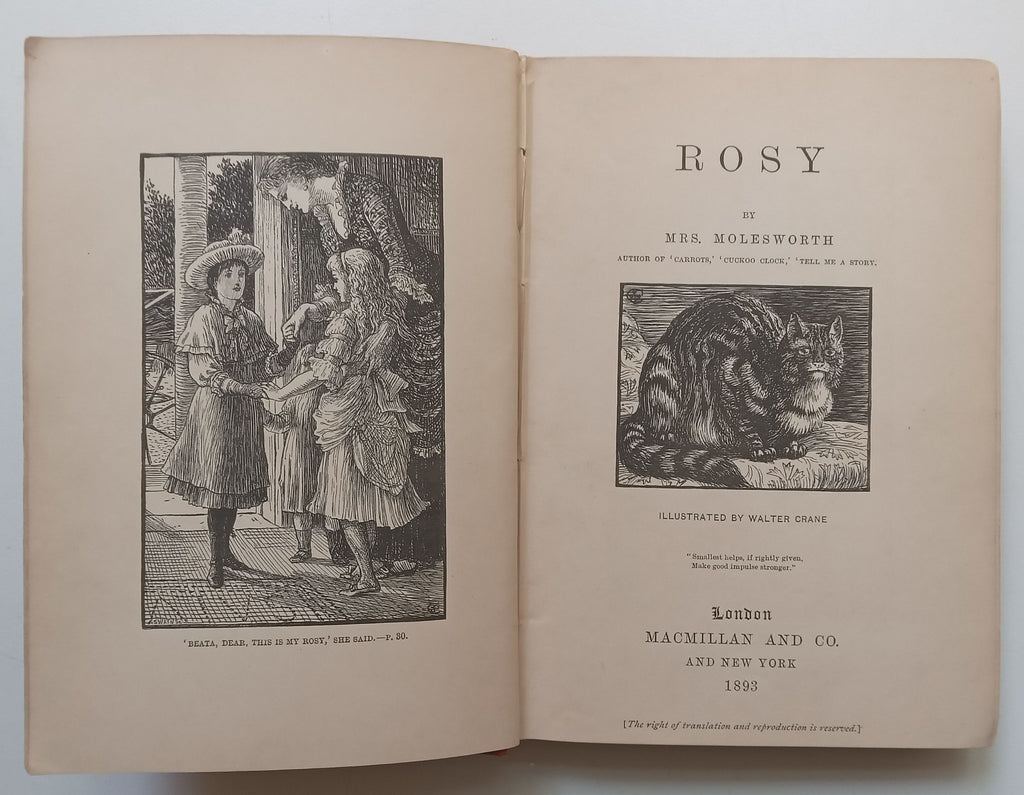 'BEATA, DEAR, THIS IS MY ROSY,' SHE SAID.—P. 30.
ROSY
BY
MRS. MOLESWORTH
AUTHOR OF 'CARROTS,' 'CUCKOO CLOCK,' 'TELL ME A STORY.
ILLUSTRATED BY WALTER CRANE
"Smallest helps, if rightly given,
Make good impulse stronger."
London
MACMILLAN AND CO.
AND NEW YORK
1893
[The right of translation and reproduction is reserved.]